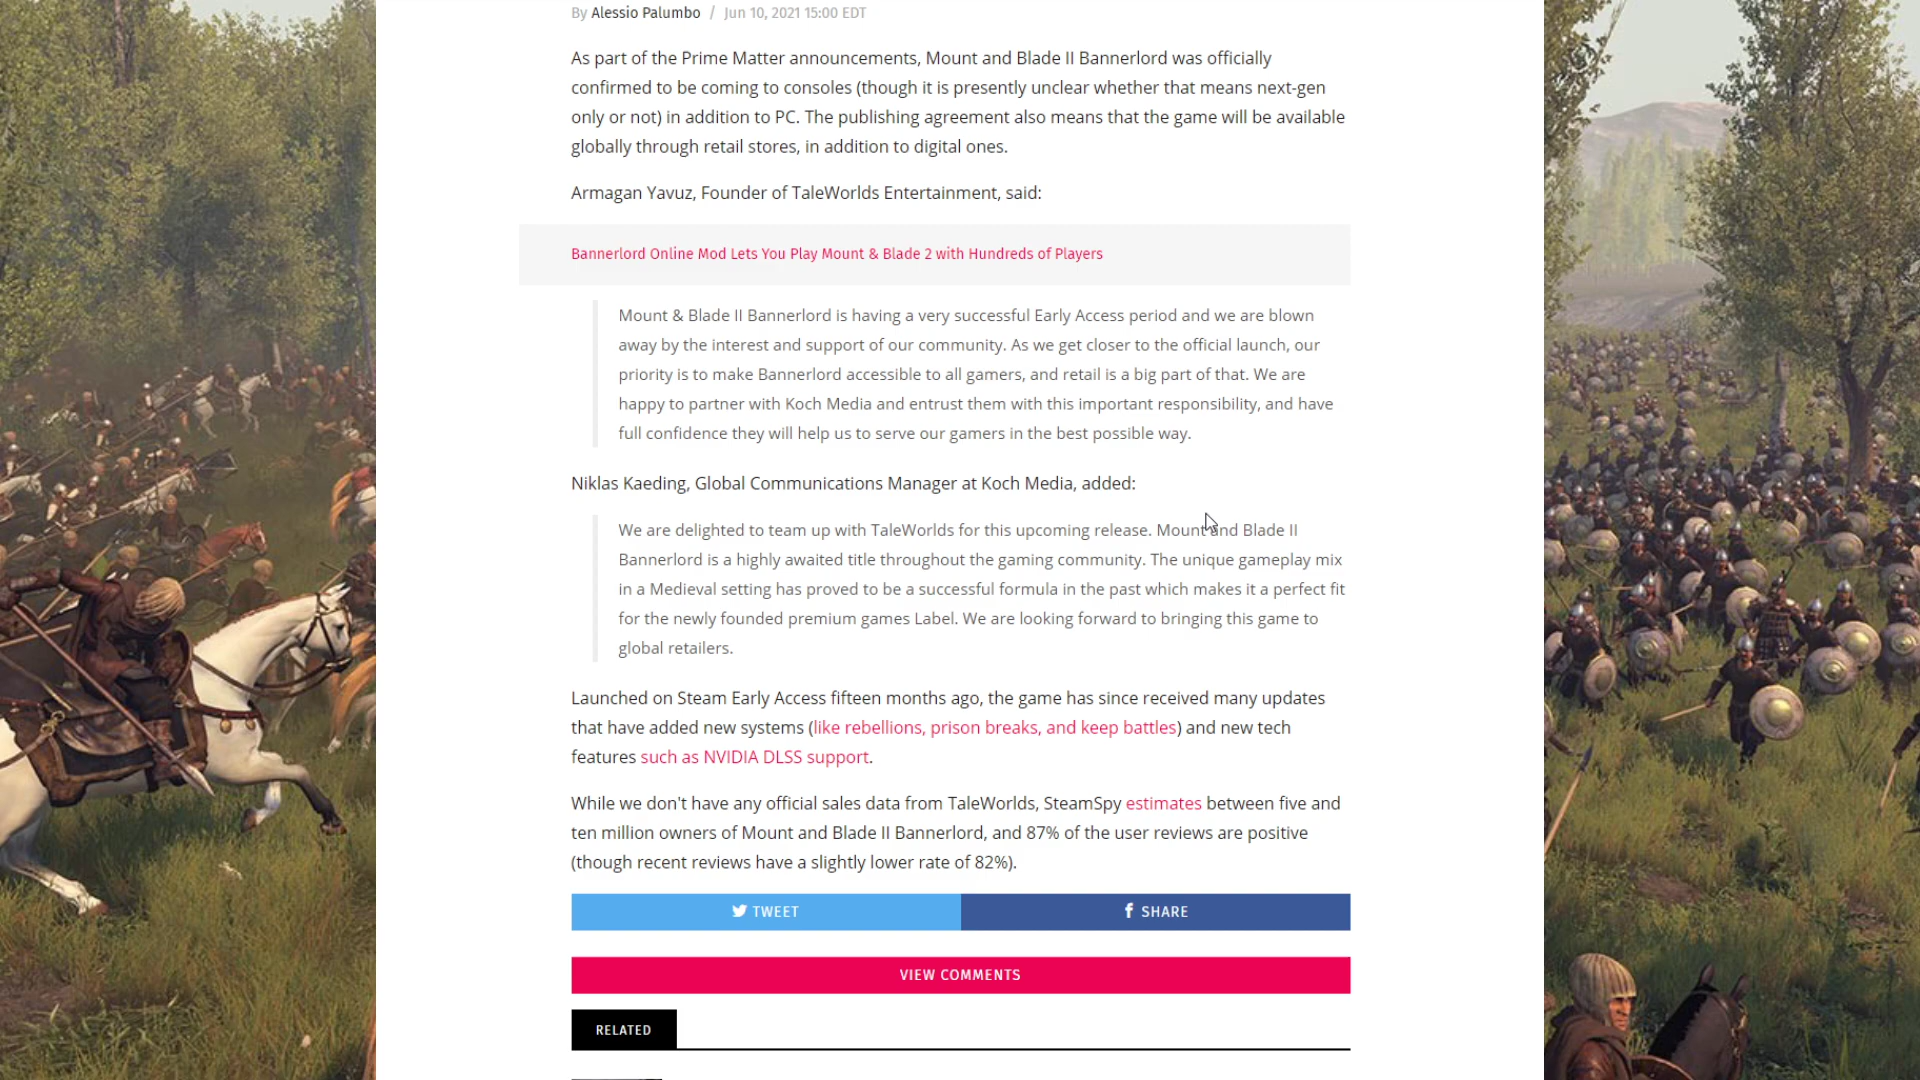 By Alessio Palumbo / Jun 10, 2021 15:00 EDT
As part of the Prime Matter announcements, Mount and Blade II Bannerlord was officially
confirmed to be coming to consoles (though it is presently unclear whether that means next-gen
only or not) in addition to PC. The publishing agreement also means that the game will be available
globally through retail stores, in addition to digital ones.
Armagan Yavuz, Founder of TaleWorlds Entertainment, said:
Bannerlord Online Mod Lets You Play Mount & Blade 2 with Hundreds of Players
Mount & Blade II Bannerlord is having a very successful Early Access period and we are blown
away by the interest and support of our community. As we get closer to the official launch, our
priority is to make Bannerlord accessible to all gamers, and retail is a big part of that. We are
happy to partner with Koch Media and entrust them with this important responsibility, and have
full confidence they will help us to serve our gamers in the best possible way.
Niklas Kaeding, Global Communications Manager at Koch Media, added:
We are delighted to team up with TaleWorlds for this upcoming release. Mount and Blade II
Bannerlord is a highly awaited title throughout the gaming community. The unique gameplay mix
in a Medieval setting has proved to be a successful formula in the past which makes it a perfect fit
for the newly founded premium games Label. We are looking forward to bringing this game to
global retailers.
Launched on Steam Early Access fifteen months ago, the game has since received many updates
that have added new systems (like rebellions, prison breaks, and keep battles) and new tech
features such as NVIDIA DLSS support.
While we don't have any official sales data from TaleWorlds, SteamSpy estimates between five and
ten million owners of Mount and Blade II Bannerlord, and 87% of the user reviews are positive
(though recent reviews have a slightly lower rate of 82%).
TWEET
SHARE
VIEW COMMENTS
RELATED